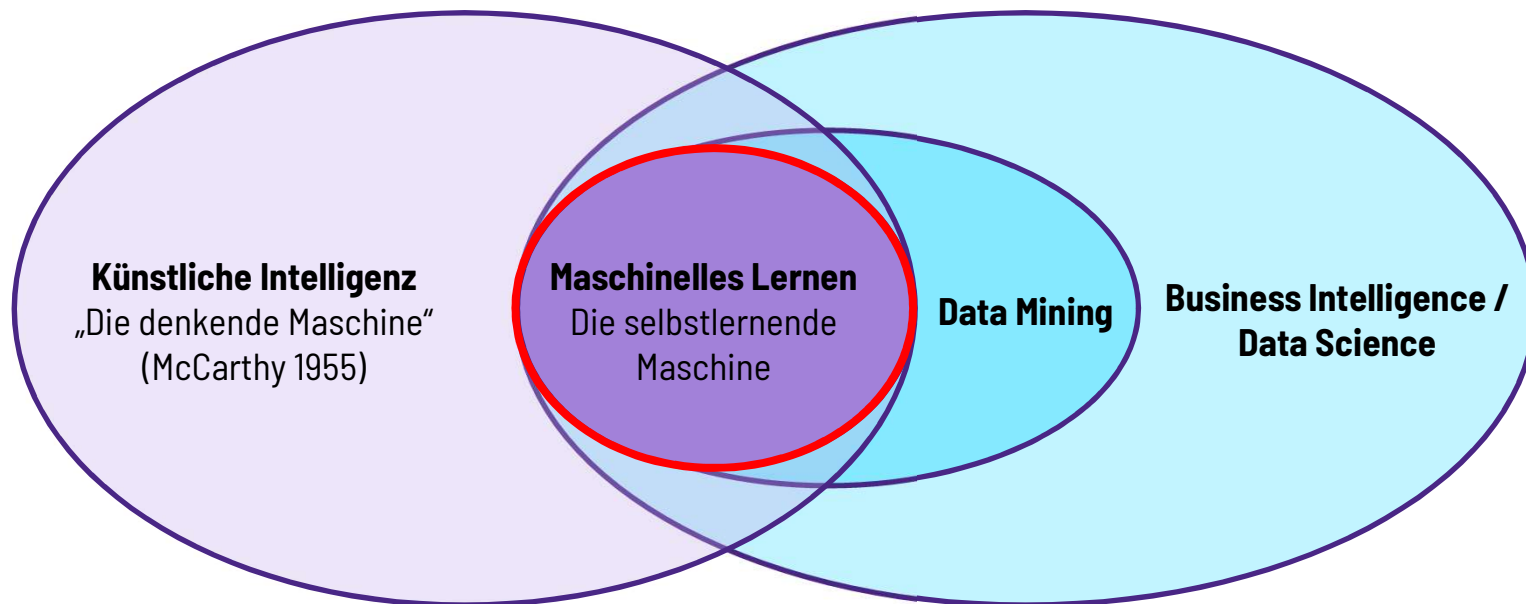 Künstliche Intelligenz
„Die denkende Maschine“
(McCarthy 1955)
Maschinelles Lernen
Die selbstlernende
Maschine
Data Mining
Business Intelligence /
Data Science